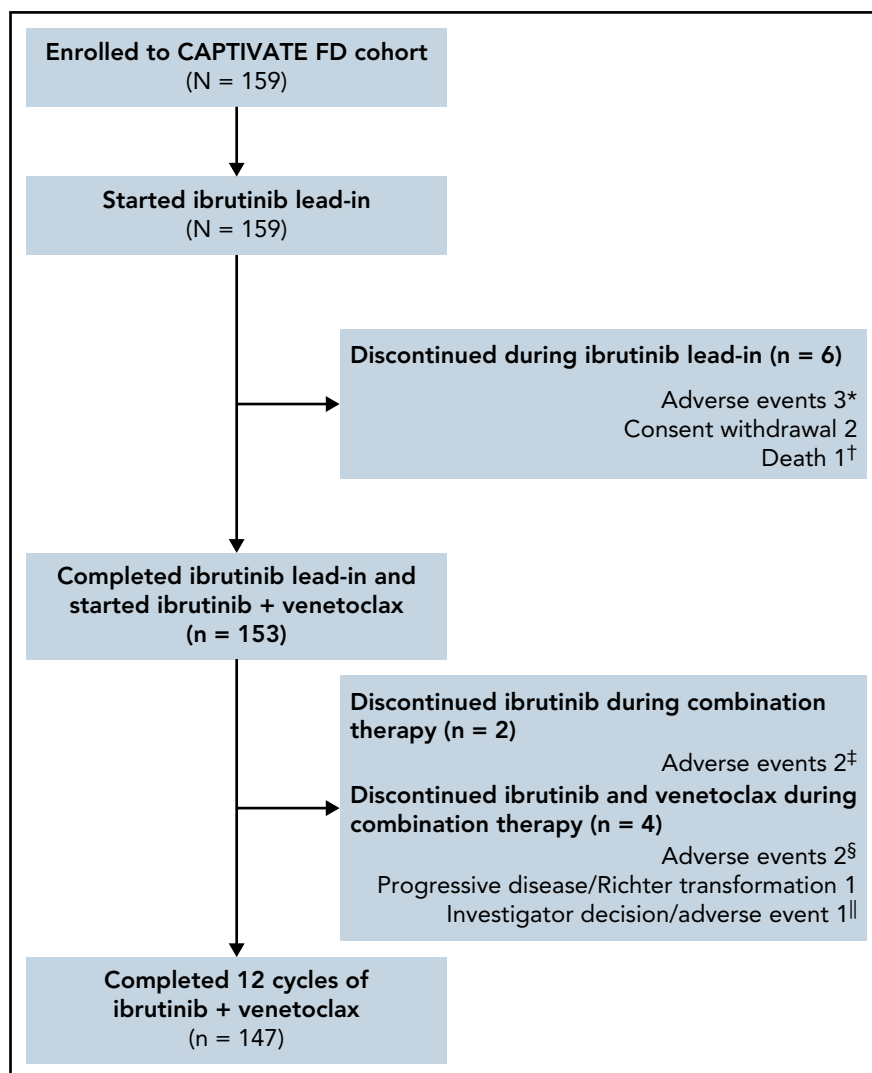 Enrolled to CAPTIVATE FD cohort
(N = 159)
Started ibrutinib lead-in
(N = 159)
Discontinued during ibrutinib lead-in (n = 6)
Adverse events 3*
Consent withdrawal 2
Death 1†
Completed ibrutinib lead-in and
started ibrutinib + venetoclax
(n = 153)
Discontinued ibrutinib during combination
therapy (n = 2)
Adverse events 2‡
Discontinued ibrutinib and venetoclax during
combination therapy (n = 4)
Adverse events 2§
Progressive disease/Richter transformation 1
Investigator decision/adverse event 1||
Completed 12 cycles of
ibrutinib + venetoclax
(n = 147)